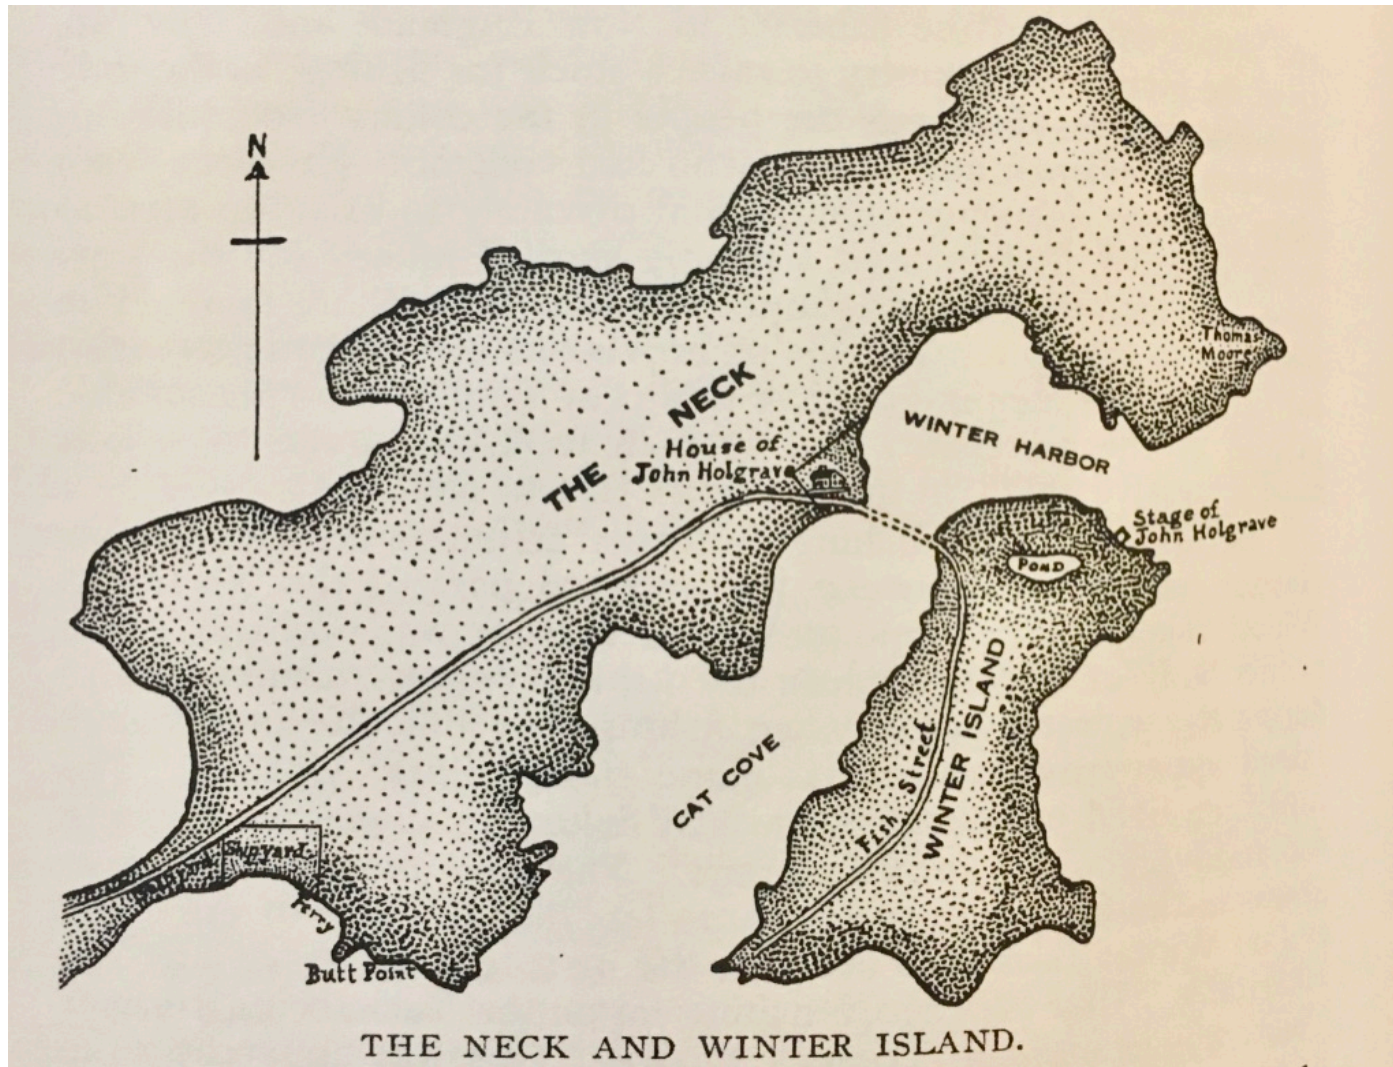 N
Thomas
Moore
THE NECK
House of
John Holgrave
WINTER HARBOR
Stage of
John Holgrave
POND
WINTER ISLAND
Fish Street
CAT COVE
Shipyard
Ferry
Butt Point
THE NECK AND WINTER ISLAND.